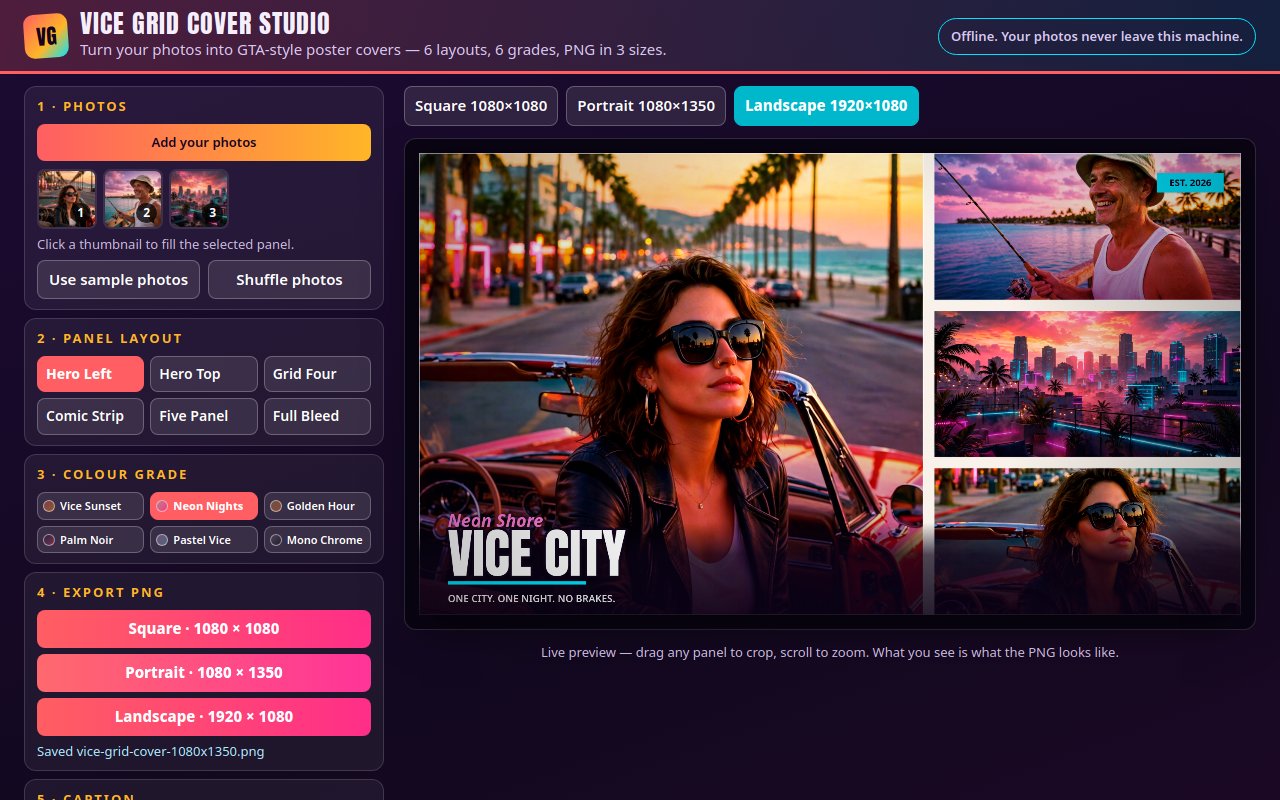 VG
VICE GRID COVER STUDIO
Turn your photos into GTA-style poster covers — 6 layouts, 6 grades, PNG in 3 sizes.
Offline. Your photos never leave this machine.
1 · PHOTOS
Add your photos
1
2
3
Click a thumbnail to fill the selected panel.
Use sample photos
Shuffle photos
2 · PANEL LAYOUT
Hero Left
Hero Top
Grid Four
Comic Strip
Five Panel
Full Bleed
3 · COLOUR GRADE
Vice Sunset
Neon Nights
Golden Hour
Palm Noir
Pastel Vice
Mono Chrome
4 · EXPORT PNG
Square · 1080 × 1080
Portrait · 1080 × 1350
Landscape · 1920 × 1080
Saved vice-grid-cover-1080x1350.png
5 · CAPTION
Square 1080×1080
Portrait 1080×1350
Landscape 1920×1080
EST. 2026
Neon Shore
VICE CITY
ONE CITY. ONE NIGHT. NO BRAKES.
Live preview — drag any panel to crop, scroll to zoom. What you see is what the PNG looks like.